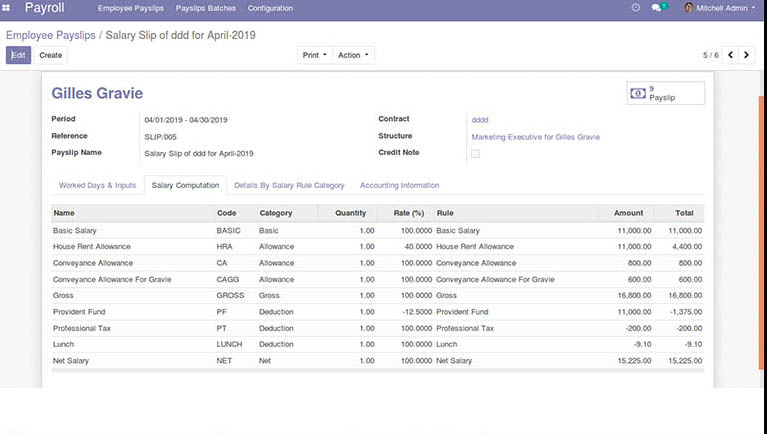 Payroll Employee Payslips Payslips Batches Configuration 1 Mitchell Admin
Employee Payslips / Salary Slip of ddd for April-2019
Edit Create Print Action 5 / 6
Gilles Gravie 9 Payslip
Period 04/01/2019 - 04/30/2019 Contract dddd
Reference SLIP/005 Structure Marketing Executive for Gilles Gravie
Payslip Name Salary Slip of ddd for April-2019 Credit Note
Worked Days & Inputs Salary Computation Details By Salary Rule Category Accounting Information
Name Code Category Quantity Rate (%) Rule Amount Total
Basic Salary BASIC Basic 1.00 100.0000 Basic Salary 11,000.00 11,000.00
House Rent Allowance HRA Allowance 1.00 40.0000 House Rent Allowance 11,000.00 4,400.00
Conveyance Allowance CA Allowance 1.00 100.0000 Conveyance Allowance 800.00 800.00
Conveyance Allowance For Gravie CAGG Allowance 1.00 100.0000 Conveyance Allowance For Gravie 600.00 600.00
Gross GROSS Gross 1.00 100.0000 Gross 16,800.00 16,800.00
Provident Fund PF Deduction 1.00 -12.5000 Provident Fund 11,000.00 -1,375.00
Professional Tax PT Deduction 1.00 100.0000 Professional Tax -200.00 -200.00
Lunch LUNCH Deduction 1.00 100.0000 Lunch -9.10 -9.10
Net Salary NET Net 1.00 100.0000 Net Salary 15,225.00 15,225.00